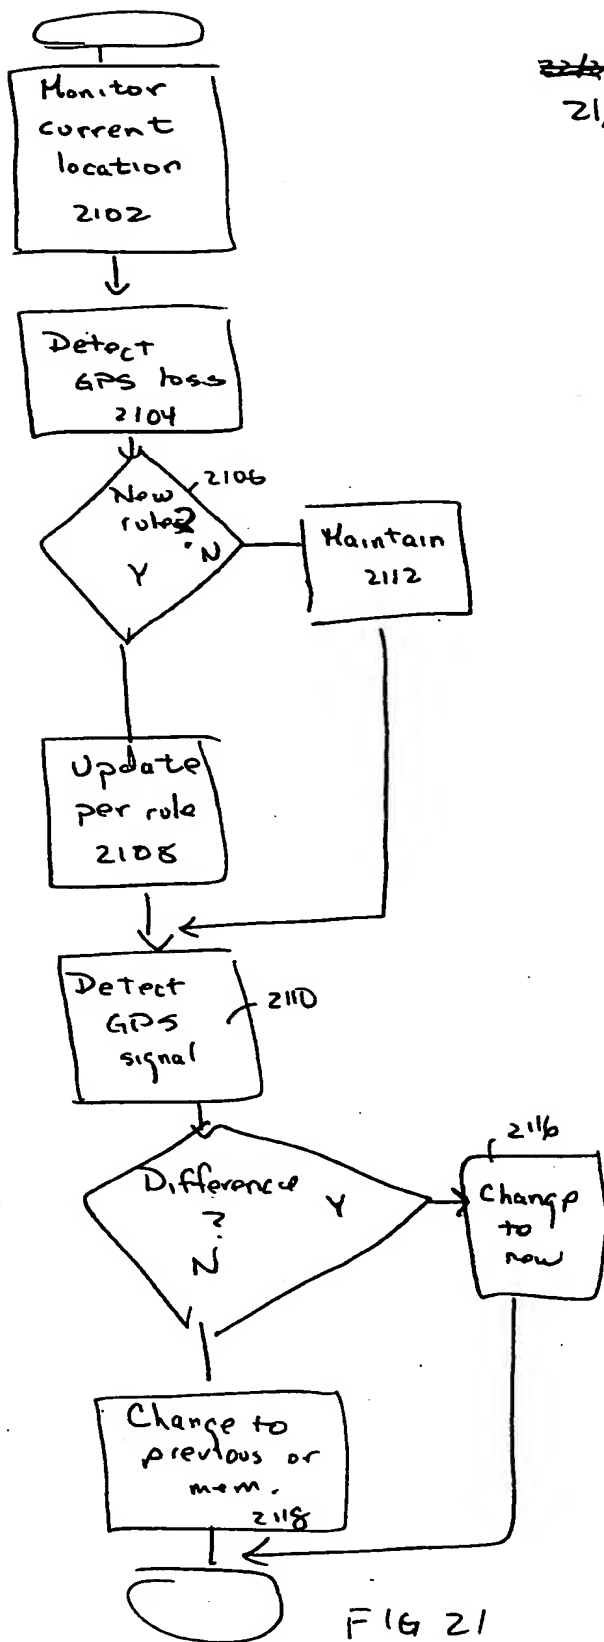 21/
Monitor
current
location
2102
Detect
GPS loss
2104
2106
New
rules?
N
Y
Maintain
2112
Update
per rule
2108
Detect
GPS
signal
2110
Difference
?
Y
N
2116
Change
to
new
Change to
previous or
mem.
2118
FIG 21